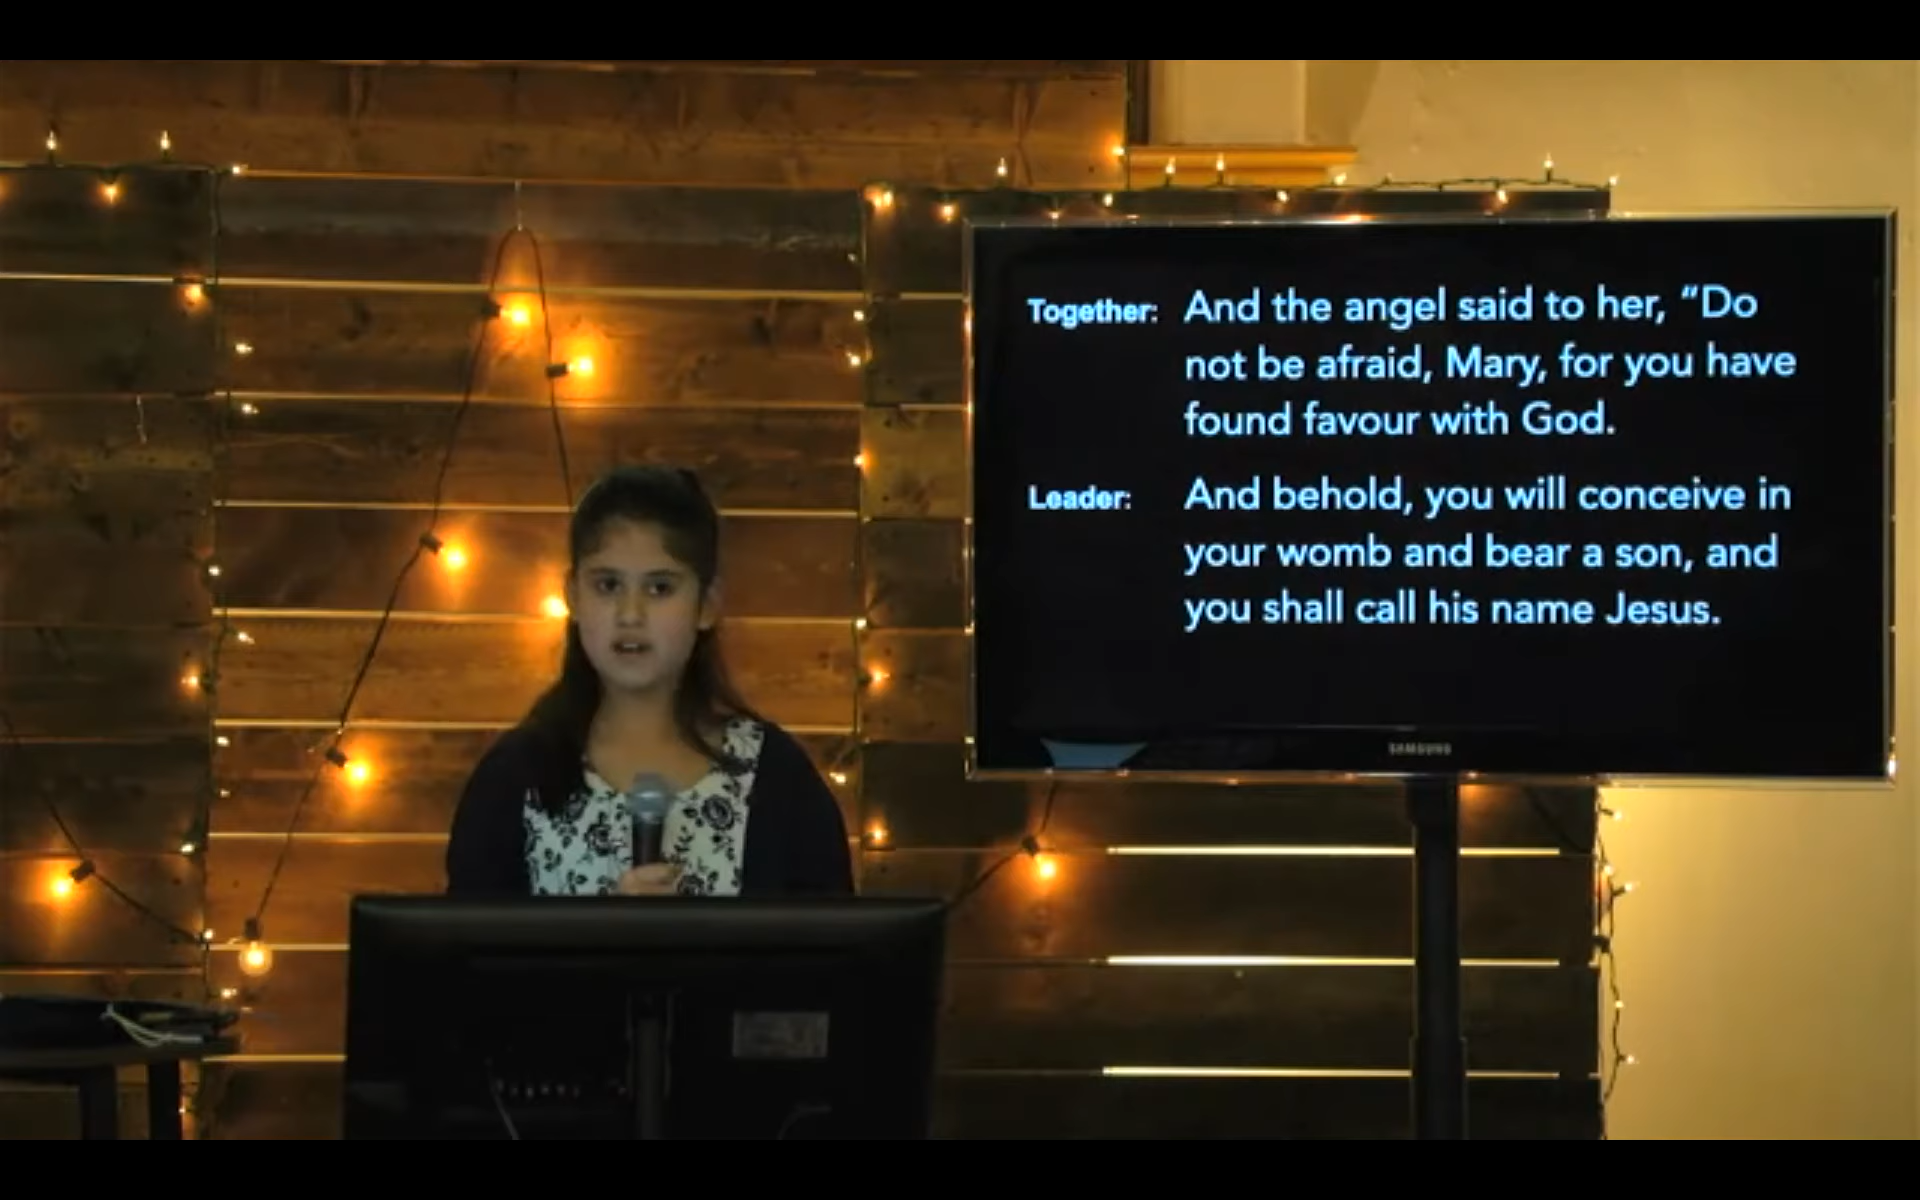 Together: And the angel said to her, “Do
not be afraid, Mary, for you have
found favour with God.
Leader: And behold, you will conceive in
your womb and bear a son, and
you shall call his name Jesus.
SAMSUNG